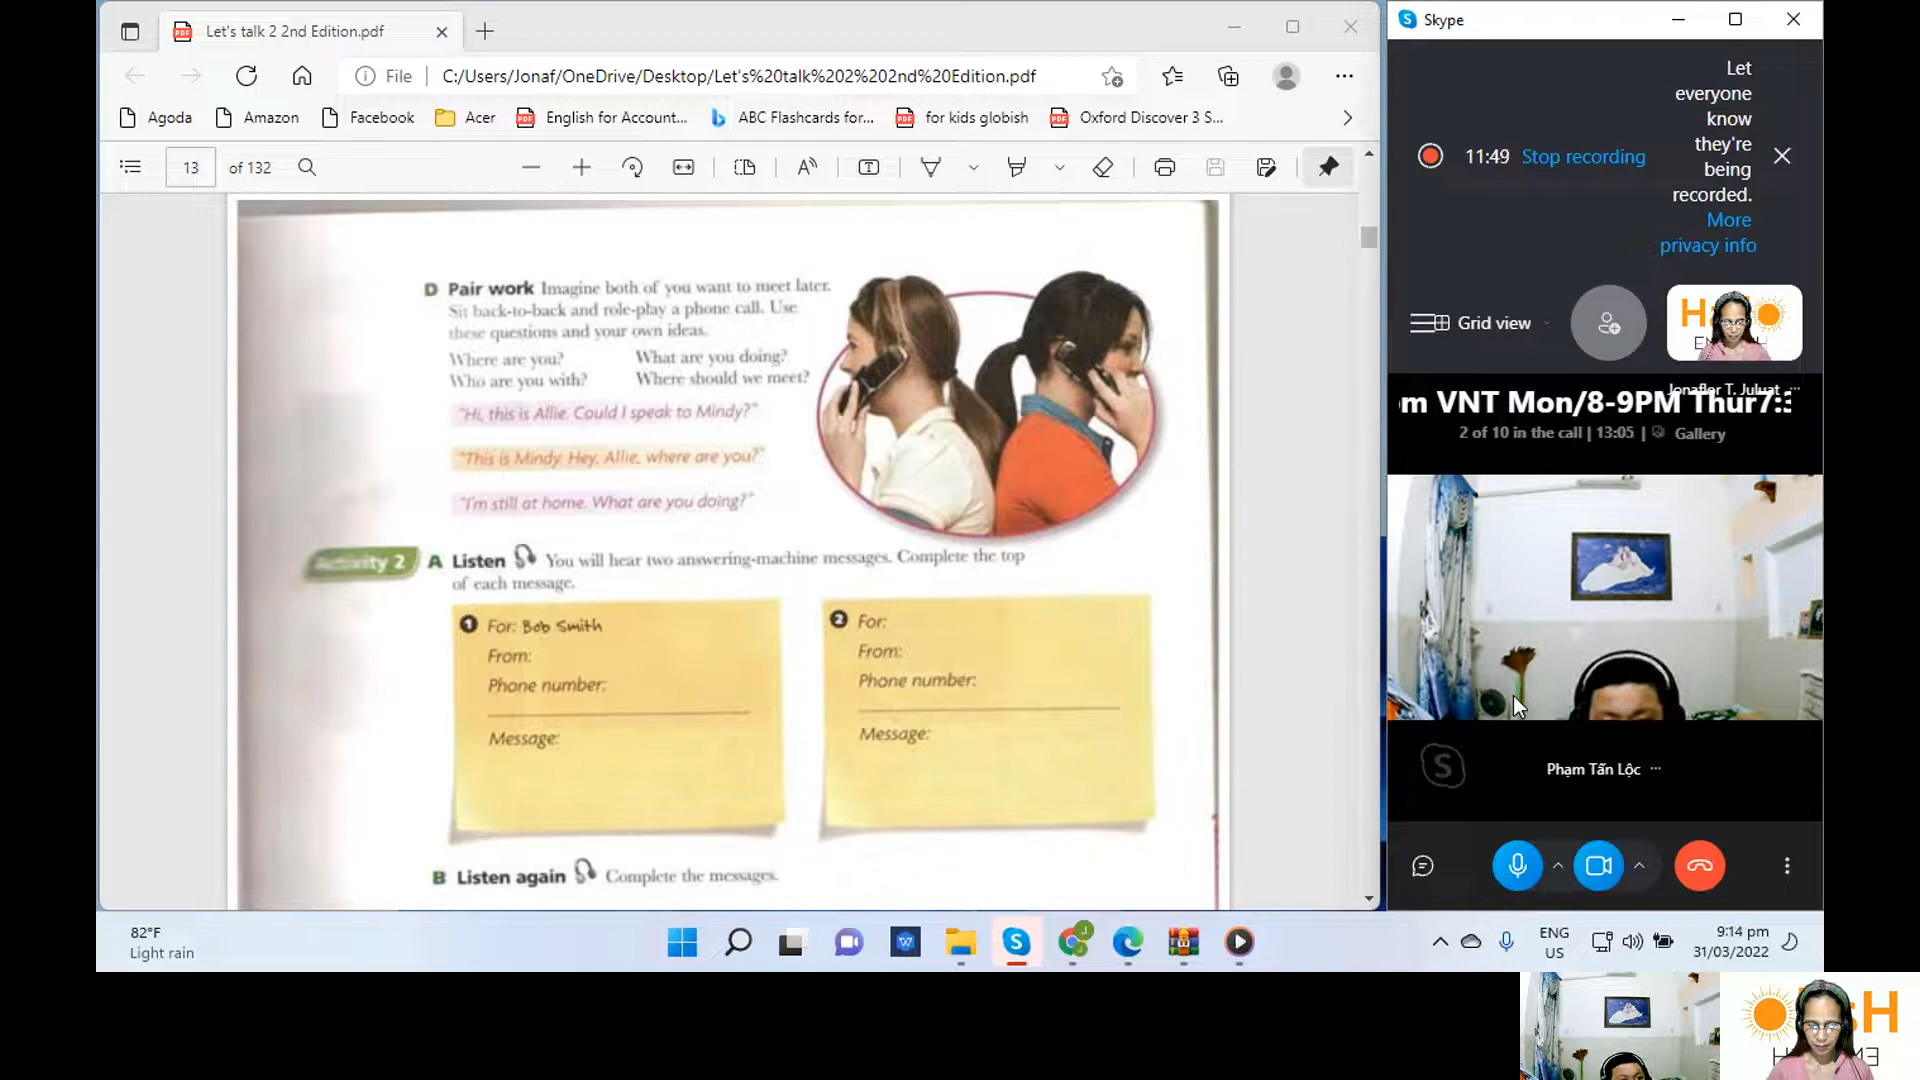 Let's talk 2 2nd Edition.pdf
File
C:/Users/Jonaf/OneDrive/Desktop/Let's%20talk%202%202nd%20Edition.pdf
Agoda
Amazon
Facebook
Acer
English for Account...
ABC Flashcards for...
for kids globish
Oxford Discover 3 S...
13
of 132
D Pair work Imagine both of you want to meet later.
Sit back-to-back and role-play a phone call. Use
these questions and your own ideas.
Where are you? What are you doing?
Who are you with? Where should we meet?
"Hi, this is Allie. Could I speak to Mindy?"
"This is Mindy. Hey, Allie, where are you?"
"I'm still at home. What are you doing?"
Activity 2
A Listen You will hear two answering-machine messages. Complete the top
of each message.
1 For: Bob Smith
From:
Phone number:
Message:
2 For:
From:
Phone number:
Message:
B Listen again Complete the messages.
Skype
Let
everyone
know
they're
being
recorded.
More
privacy info
11:49 Stop recording
Grid view
Jonaflor T. Juluat
m VNT Mon/8-9PM Thur7:
2 of 10 in the call | 13:05 | Gallery
Phạm Tấn Lộc
82°F
Light rain
ENG
US
9:14 pm
31/03/2022